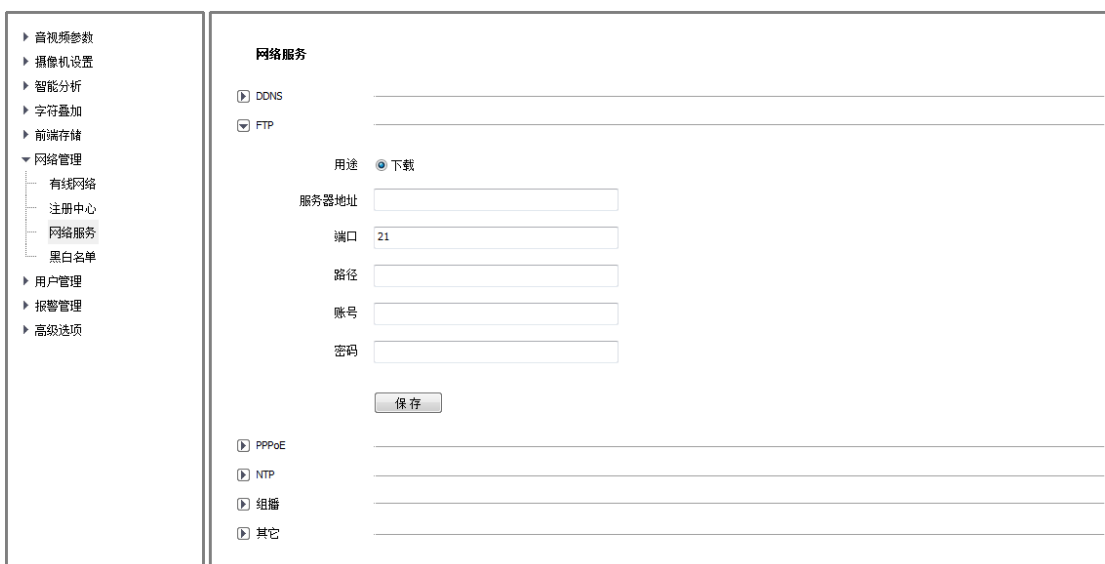 音视频参数
摄像机设置
智能分析
字符叠加
前端存储
网络管理
有线网络
注册中心
网络服务
黑白名单
用户管理
报警管理
高级选项
网络服务
DDNS
FTP
用途 下载
服务器地址
端口 21
路径
账号
密码
保存
PPPoE
NTP
组播
其它